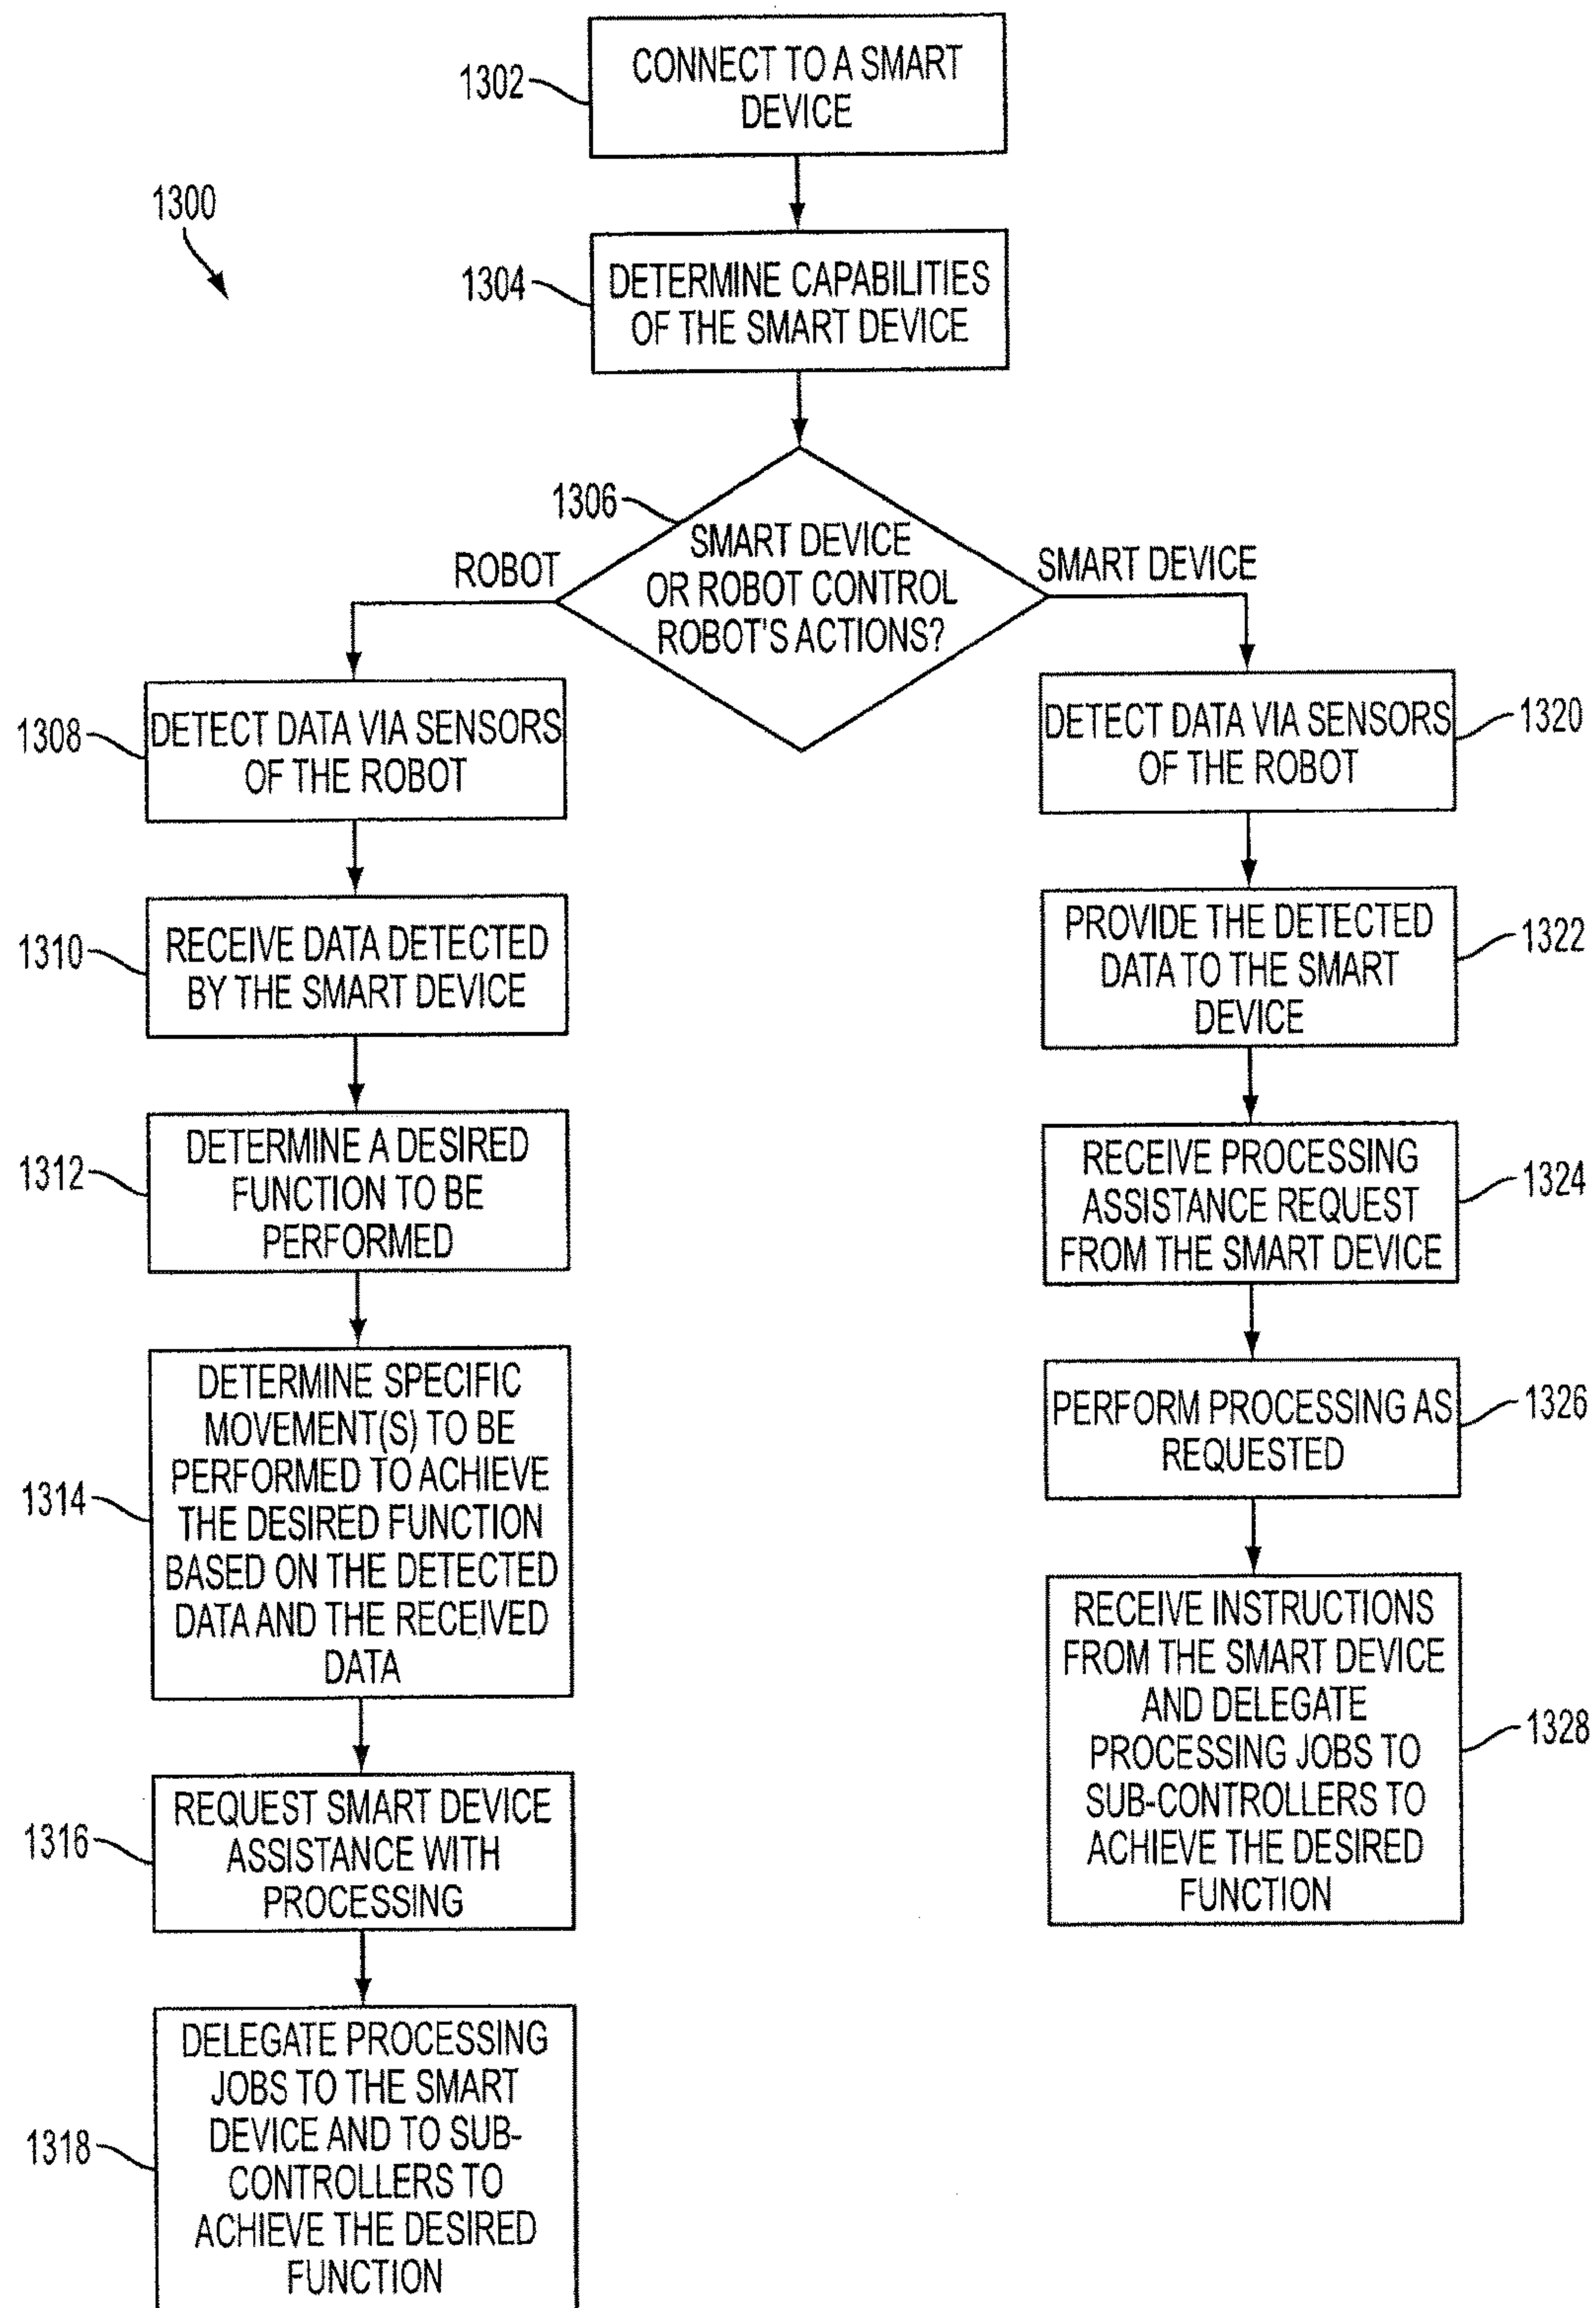 1300
1302
CONNECT TO A SMART
DEVICE
1304
DETERMINE CAPABILITIES
OF THE SMART DEVICE
1306
SMART DEVICE
OR ROBOT CONTROL
ROBOT'S ACTIONS?
ROBOT
SMART DEVICE
1308
DETECT DATA VIA SENSORS
OF THE ROBOT
1310
RECEIVE DATA DETECTED
BY THE SMART DEVICE
1312
DETERMINE A DESIRED
FUNCTION TO BE
PERFORMED
1314
DETERMINE SPECIFIC
MOVEMENT(S) TO BE
PERFORMED TO ACHIEVE
THE DESIRED FUNCTION
BASED ON THE DETECTED
DATA AND THE RECEIVED
DATA
1316
REQUEST SMART DEVICE
ASSISTANCE WITH
PROCESSING
1318
DELEGATE PROCESSING
JOBS TO THE SMART
DEVICE AND TO SUB-
CONTROLLERS TO
ACHIEVE THE DESIRED
FUNCTION
1320
DETECT DATA VIA SENSORS
OF THE ROBOT
1322
PROVIDE THE DETECTED
DATA TO THE SMART
DEVICE
1324
RECEIVE PROCESSING
ASSISTANCE REQUEST
FROM THE SMART DEVICE
1326
PERFORM PROCESSING AS
REQUESTED
1328
RECEIVE INSTRUCTIONS
FROM THE SMART DEVICE
AND DELEGATE
PROCESSING JOBS TO
SUB-CONTROLLERS TO
ACHIEVE THE DESIRED
FUNCTION